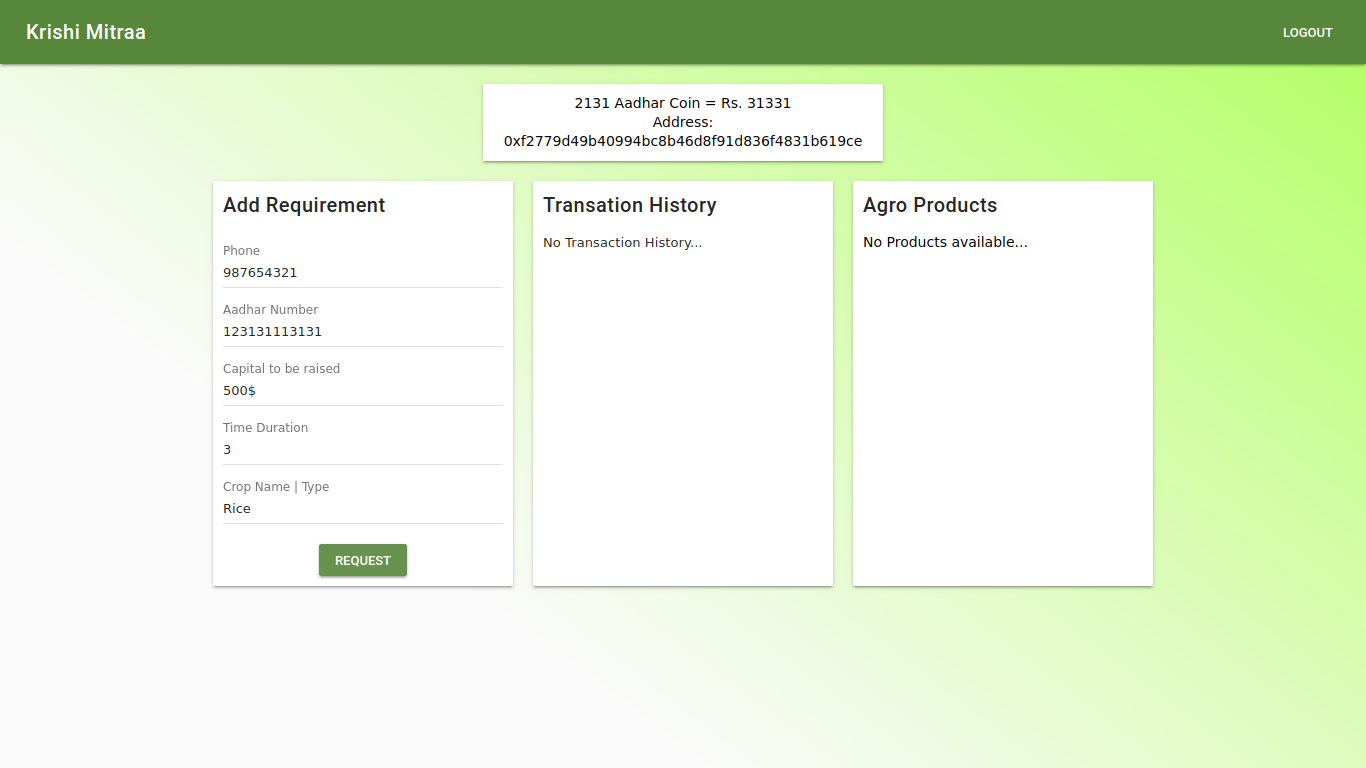 Krishi Mitraa
LOGOUT
2131 Aadhar Coin = Rs. 31331
Address:
0xf2779d49b40994bc8b46d8f91d836f4831b619ce
Add Requirement
Phone
987654321
Aadhar Number
123131113131
Capital to be raised
500$
Time Duration
3
Crop Name | Type
Rice
REQUEST
Transation History
No Transaction History...
Agro Products
No Products available...